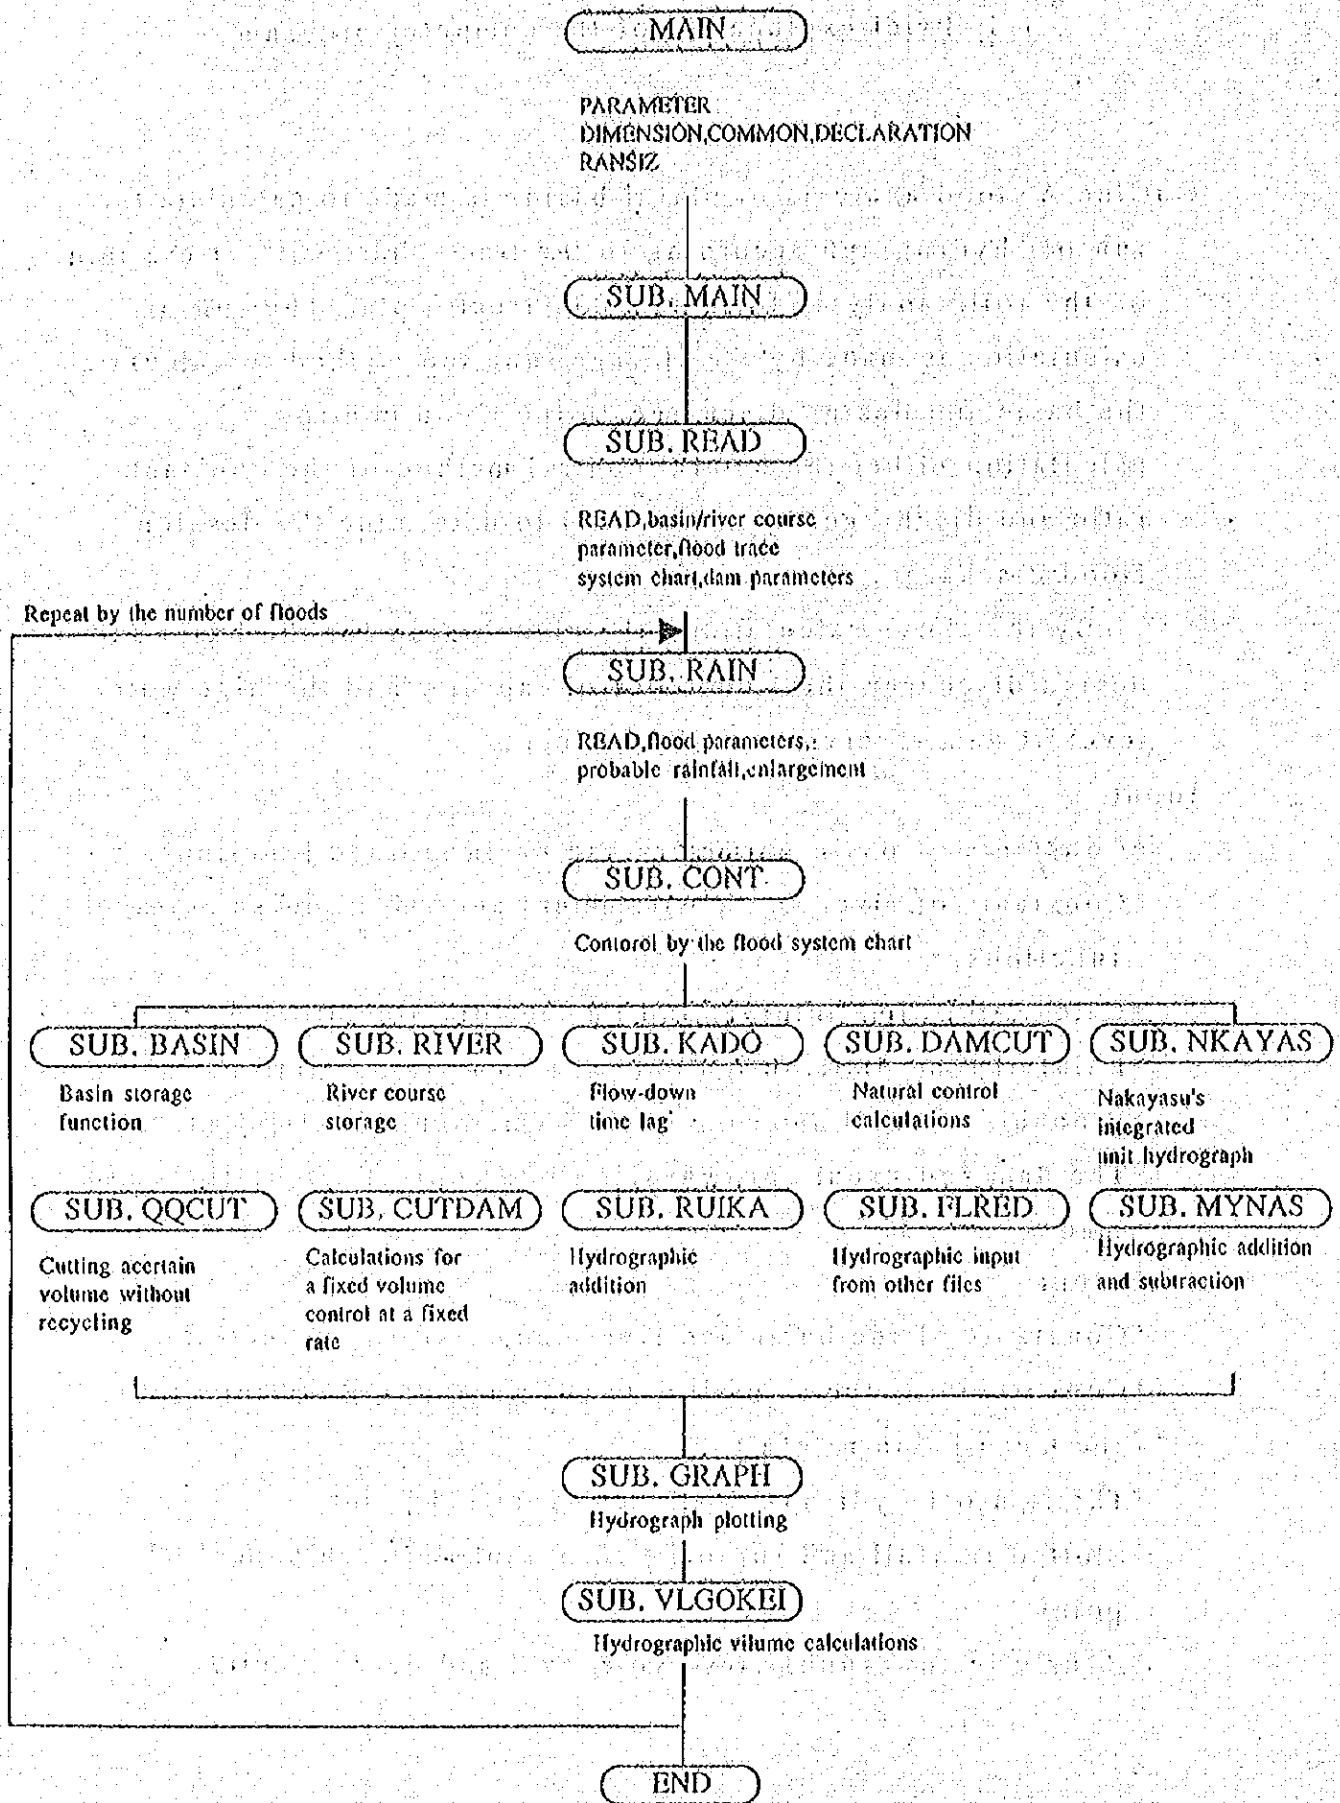 MAIN
PARAMETER
DIMENSION,COMMON,DECLARATION
RANSIZ
SUB. MAIN
SUB. READ
READ,basin/river course
parameter,flood trace
system chart,dam parameters
Repeat by the number of floods
SUB. RAIN
READ,flood parameters,
probable rainfall,enlargement
SUB. CONT
Contorol by the flood system chart
SUB. BASIN
Basin storage
function
SUB. RIVER
River course
storage
SUB. KADO
Flow-down
time lag
SUB. DAMCUT
Natural control
calculations
SUB. NKAYAS
Nakayasu's
integrated
unit hydrograph
SUB. QQCUT
Cutting acertain
volume without
recycling
SUB. CUTDAM
Calculations for
a fixed volume
control at a fixed
rate
SUB. RUIKA
Hydrographic
addition
SUB. FLRED
Hydrographic input
from other files
SUB. MYNAS
Hydrographic addition
and subtraction
SUB. GRAPH
Hydrograph plotting
SUB. VLGOKEI
Hydrographic vilume calculations
END